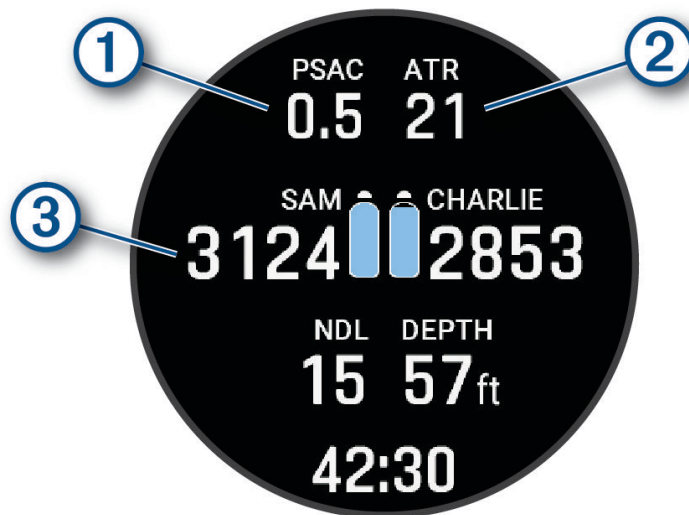 1
2
PSAC ATR
0.5 21
SAM CHARLIE
3
3124 2853
NDL DEPTH
15 57ft
42:30